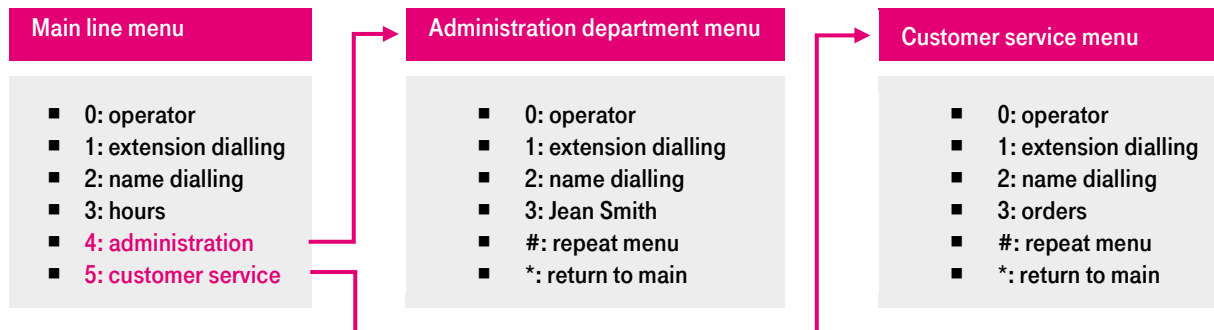 Main line menu
0: operator
1: extension dialling
2: name dialling
3: hours
4: administration
5: customer service
Administration department menu
0: operator
1: extension dialling
2: name dialling
3: Jean Smith
#: repeat menu
*: return to main
Customer service menu
0: operator
1: extension dialling
2: name dialling
3: orders
#: repeat menu
*: return to main